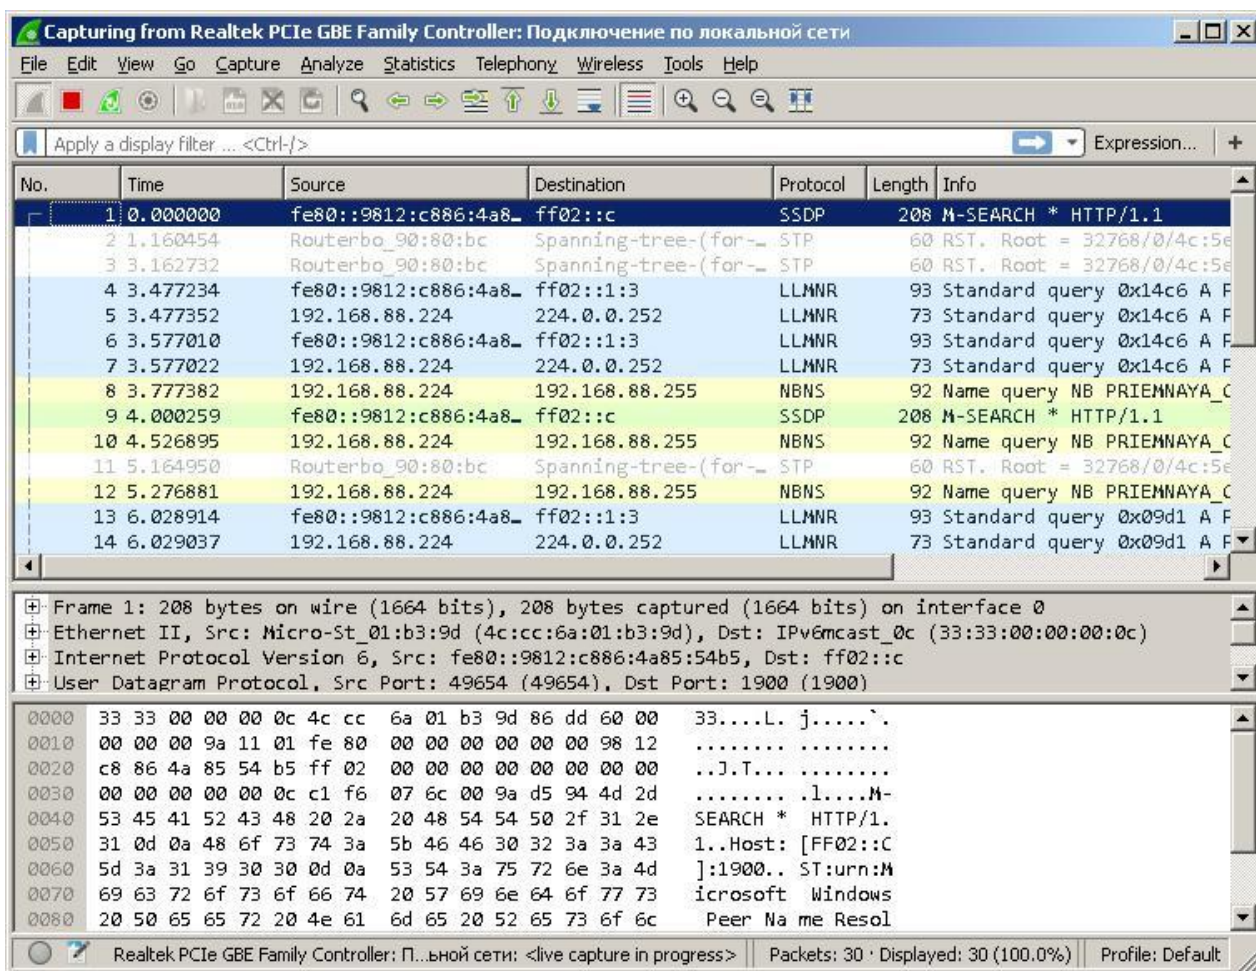 Capturing from Realtek PCIe GBE Family Controller: Подключение по локальной сети
File Edit View Go Capture Analyze Statistics Telephony Wireless Tools Help
Apply a display filter ... <Ctrl-/> Expression... +
No. Time Source Destination Protocol Length Info
1 0.000000 fe80::9812:c886:4a8… ff02::c SSDP 208 M-SEARCH * HTTP/1.1
2 1.160454 Routerbo_90:80:bc Spanning-tree-(for-… STP 60 RST. Root = 32768/0/4c:5e
3 3.162732 Routerbo_90:80:bc Spanning-tree-(for-… STP 60 RST. Root = 32768/0/4c:5e
4 3.477234 fe80::9812:c886:4a8… ff02::1:3 LLMNR 93 Standard query 0x14c6 A
5 3.477352 192.168.88.224 224.0.0.252 LLMNR 73 Standard query 0x14c6 A
6 3.577010 fe80::9812:c886:4a8… ff02::1:3 LLMNR 93 Standard query 0x14c6 A
7 3.577022 192.168.88.224 224.0.0.252 LLMNR 73 Standard query 0x14c6 A
8 3.777382 192.168.88.224 192.168.88.255 NBNS 92 Name query NB PRIEMNAYA_
9 4.000259 fe80::9812:c886:4a8… ff02::c SSDP 208 M-SEARCH * HTTP/1.1
10 4.526895 192.168.88.224 192.168.88.255 NBNS 92 Name query NB PRIEMNAYA_
11 5.164950 Routerbo_90:80:bc Spanning-tree-(for-… STP 60 RST. Root = 32768/0/4c:5e
12 5.276881 192.168.88.224 192.168.88.255 NBNS 92 Name query NB PRIEMNAYA_
13 6.028914 fe80::9812:c886:4a8… ff02::1:3 LLMNR 93 Standard query 0x09d1 A
14 6.029037 192.168.88.224 224.0.0.252 LLMNR 73 Standard query 0x09d1 A
Frame 1: 208 bytes on wire (1664 bits), 208 bytes captured (1664 bits) on interface 0
Ethernet II, Src: Micro-St_01:b3:9d (4c:cc:6a:01:b3:9d), Dst: IPv6mcast_0c (33:33:00:00:00:0c)
Internet Protocol Version 6, Src: fe80::9812:c886:4a85:54b5, Dst: ff02::c
User Datagram Protocol, Src Port: 49654 (49654), Dst Port: 1900 (1900)
0000 33 33 00 00 00 0c 4c cc 6a 01 b3 9d 86 dd 60 00 33....L. j.....`.
0010 00 00 00 9a 11 01 fe 80 00 00 00 00 00 00 98 12 ........ ........
0020 c8 86 4a 85 54 b5 ff 02 00 00 00 00 00 00 00 00 ..J.T... ........
0030 00 00 00 00 00 0c c1 f6 07 6c 00 9a d5 94 4d 2d ........ .l....M-
0040 53 45 41 52 43 48 20 2a 20 48 54 54 50 2f 31 2e SEARCH * HTTP/1.
0050 31 0d 0a 48 6f 73 74 3a 5b 46 46 30 32 3a 3a 43 1..Host: [FF02::C
0060 5d 3a 31 39 30 30 0d 0a 53 54 3a 75 72 6e 3a 4d ]:1900.. ST:urn:M
0070 69 63 72 6f 73 6f 66 74 20 57 69 6e 64 6f 77 73 icrosoft Windows
0080 20 50 65 65 72 20 4e 61 6d 65 20 52 65 73 6f 6c Peer Na me Resol
Realtek PCIe GBE Family Controller: П...ьной сети: <live capture in progress> Packets: 30 · Displayed: 30 (100.0%) Profile: Default